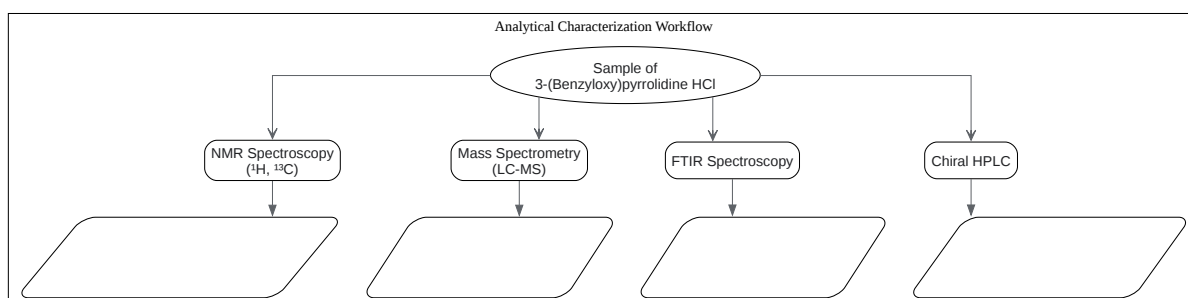 Analytical Characterization Workflow
Sample of
3-(Benzyloxy)pyrrolidine HCl
NMR Spectroscopy
(¹H, ¹³C)
Mass Spectrometry
(LC-MS)
FTIR Spectroscopy
Chiral HPLC